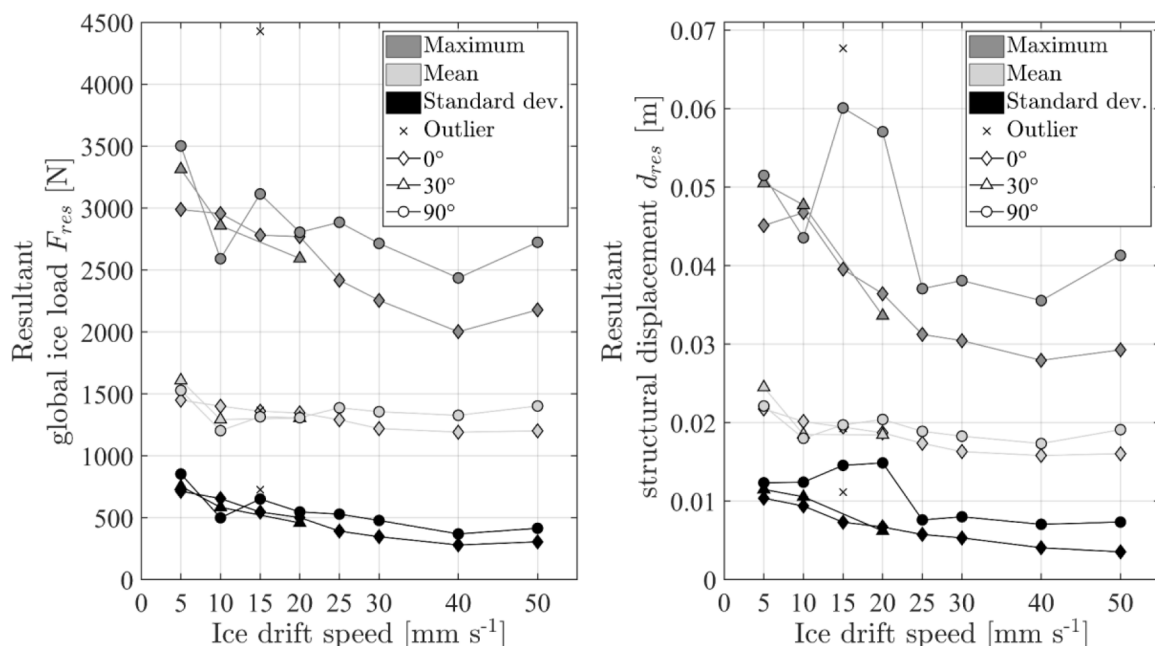 Resultant
global ice load F_res [N]
4500
4000
3500
3000
2500
2000
1500
1000
500
0
Maximum
Mean
Standard dev.
Outlier
0°
30°
90°
0 5 10 15 20 25 30 40 50
Ice drift speed [mm s⁻¹]
Resultant
structural displacement d_res [m]
0.07
0.06
0.05
0.04
0.03
0.02
0.01
0
Maximum
Mean
Standard dev.
Outlier
0°
30°
90°
0 5 10 15 20 25 30 40 50
Ice drift speed [mm s⁻¹]